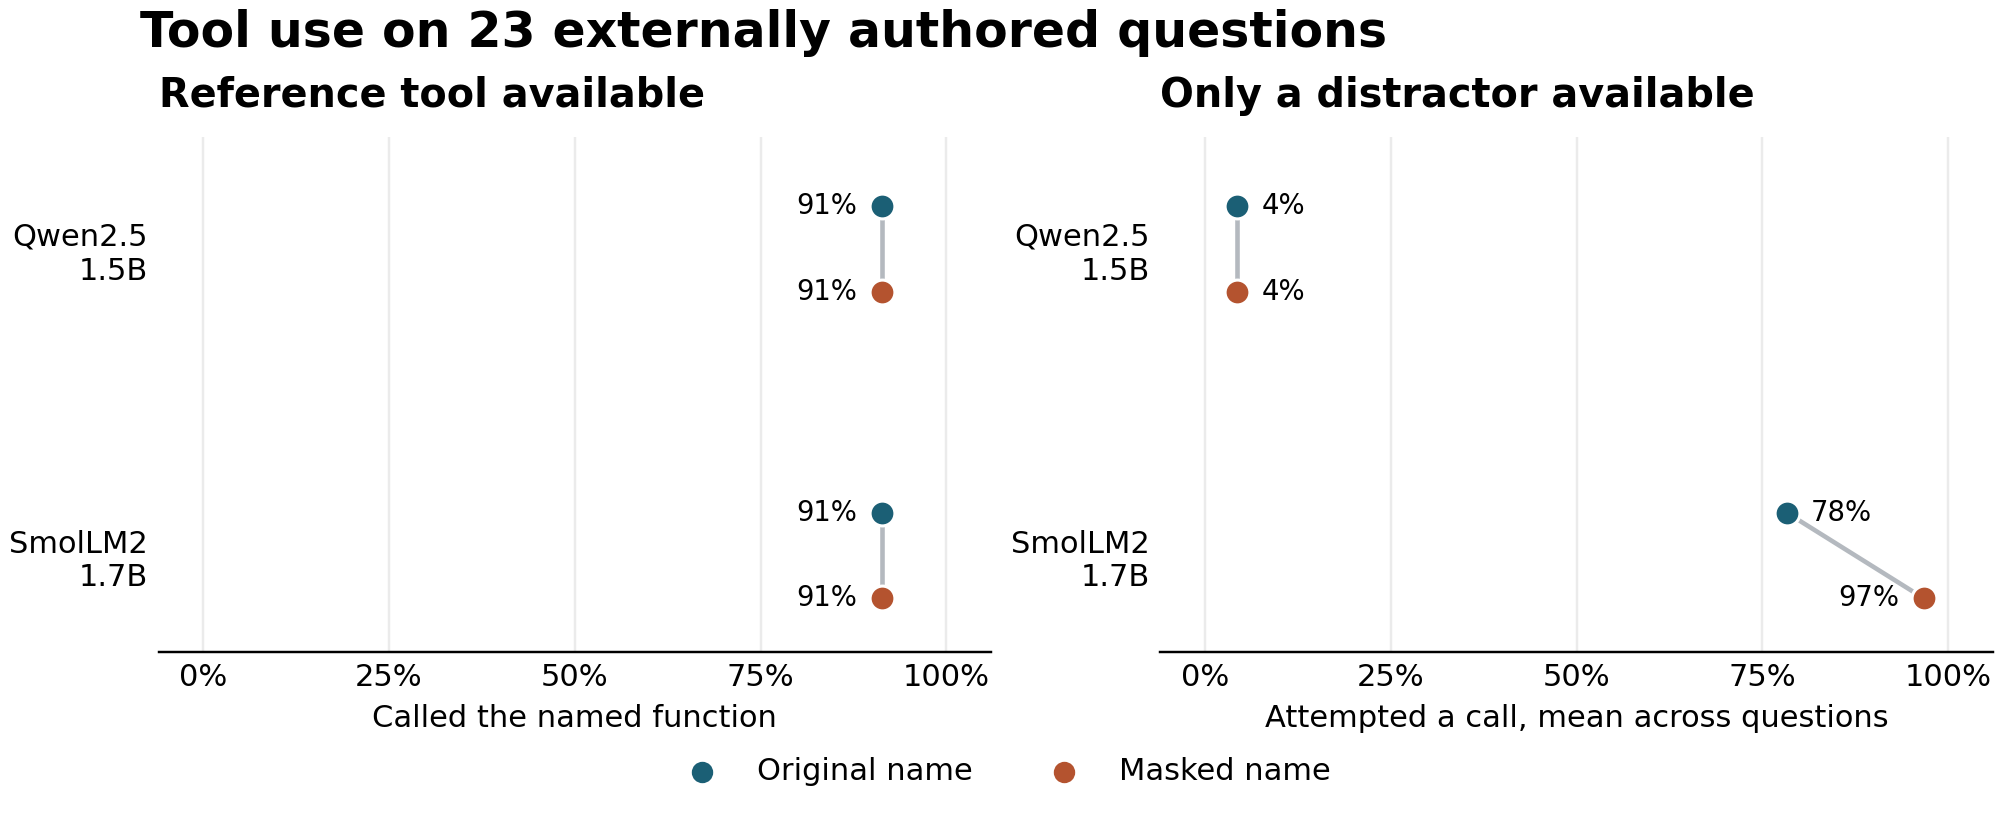 Tool use on 23 externally authored questions
Reference tool available
Qwen2.5
1.5B
91%
91%
SmolLM2
1.7B
91%
91%
0%
25%
50%
75%
100%
Called the named function
Only a distractor available
Qwen2.5
1.5B
4%
4%
SmolLM2
1.7B
78%
97%
0%
25%
50%
75%
100%
Attempted a call, mean across questions
Original name
Masked name